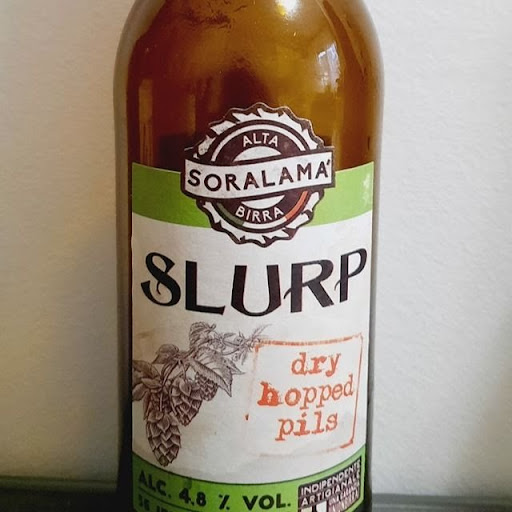 ALTA
SORALAMA'
BIRRA
SLURP
dry
hopped
pils
ALC. 4.8 % VOL.
INDIPENDENTE
ARTIGIANALE